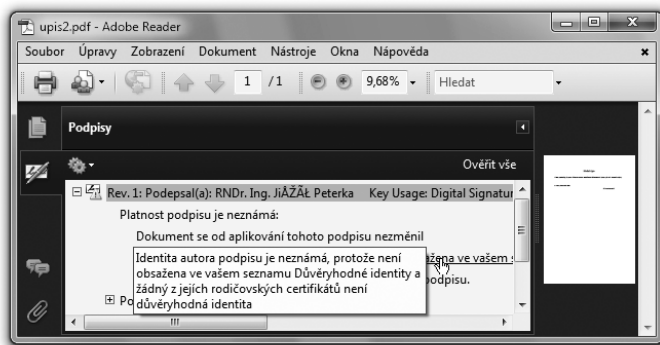 upis2.pdf - Adobe Reader
Soubor Úpravy Zobrazení Dokument Nástroje Okna Nápověda
1 / 1 9,68% Hledat
Podpisy
Ověřit vše
Rev. 1: Podepsal(a): RNDr. Ing. JiÅŽÂŁ Peterka Key Usage: Digital Signatur
Platnost podpisu je neznámá:
Dokument se od aplikování tohoto podpisu nezměnil
Identita autora podpisu je neznámá, protože není
obsažena ve vašem seznamu Důvěryhodné identity a
žádný z jejích rodičovských certifikátů není
důvěryhodná identita
ažena ve vašem s
podpisu.
Po